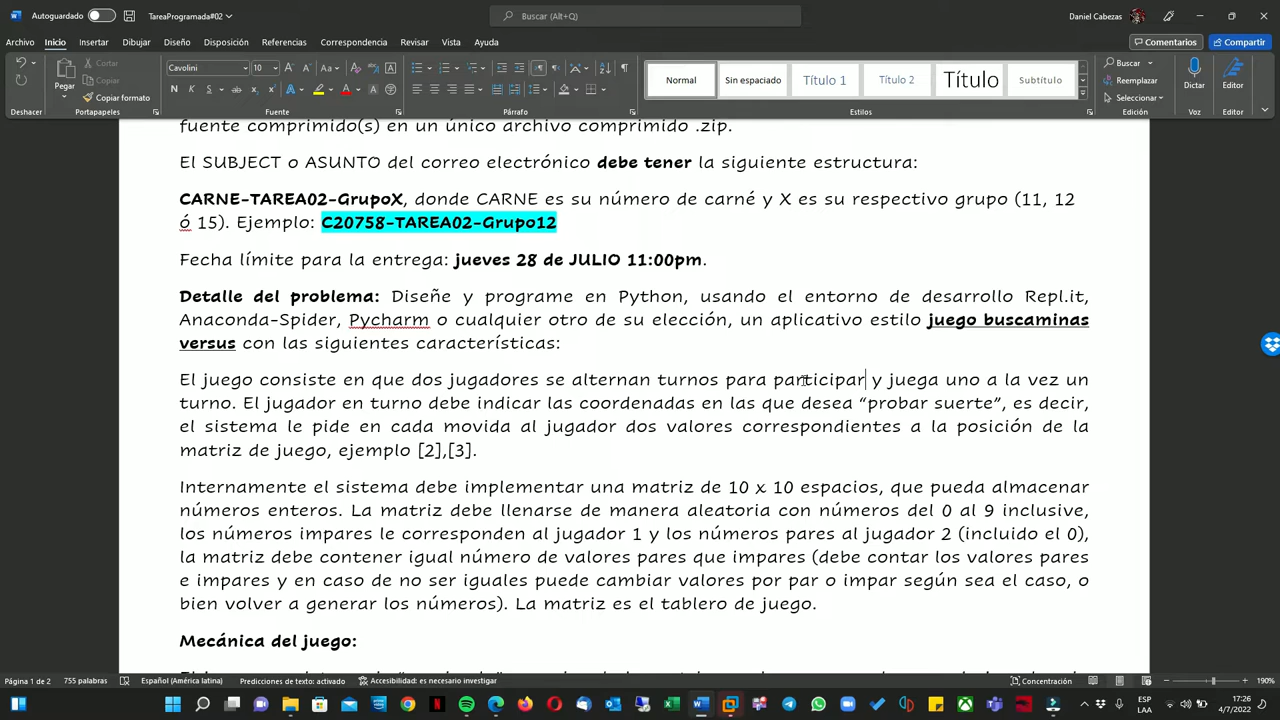 Autoguardado
TareaProgramada#02
Buscar (Alt+Q)
Daniel Cabezas
Archivo Inicio Insertar Dibujar Diseño Disposición Referencias Correspondencia Revisar Vista Ayuda
Comentarios Compartir
Pegar
Cortar
Copiar
Copiar formato
Cavolini 10
N K S
Normal Sin espaciado Título 1 Título 2 Título Subtítulo
Buscar
Reemplazar
Seleccionar
Dictar Editor
Deshacer Portapapeles Fuente Párrafo Estilos Edición Voz Editor
fuente comprimido(s) en un único archivo comprimido .zip.
El SUBJECT o ASUNTO del correo electrónico debe tener la siguiente estructura:
CARNE-TAREA02-GrupoX, donde CARNE es su número de carné y X es su respectivo grupo (11, 12
ó 15). Ejemplo: C20758-TAREA02-Grupo12
Fecha límite para la entrega: jueves 28 de JULIO 11:00pm.
Detalle del problema: Diseñe y programe en Python, usando el entorno de desarrollo Repl.it,
Anaconda-Spider, Pycharm o cualquier otro de su elección, un aplicativo estilo juego buscaminas
versus con las siguientes características:
El juego consiste en que dos jugadores se alternan turnos para participar y juega uno a la vez un
turno. El jugador en turno debe indicar las coordenadas en las que desea “probar suerte”, es decir,
el sistema le pide en cada movida al jugador dos valores correspondientes a la posición de la
matriz de juego, ejemplo [2],[3].
Internamente el sistema debe implementar una matriz de 10 x 10 espacios, que pueda almacenar
números enteros. La matriz debe llenarse de manera aleatoria con números del 0 al 9 inclusive,
los números impares le corresponden al jugador 1 y los números pares al jugador 2 (incluido el 0),
la matriz debe contener igual número de valores pares que impares (debe contar los valores pares
e impares y en caso de no ser iguales puede cambiar valores por par o impar según sea el caso, o
bien volver a generar los números). La matriz es el tablero de juego.
Mecánica del juego:
Página 1 de 2 755 palabras Español (América latina) Predicciones de texto: activado Accesibilidad: es necesario investigar
Concentración 190%
ESP
LAA
17:26
4/7/2022